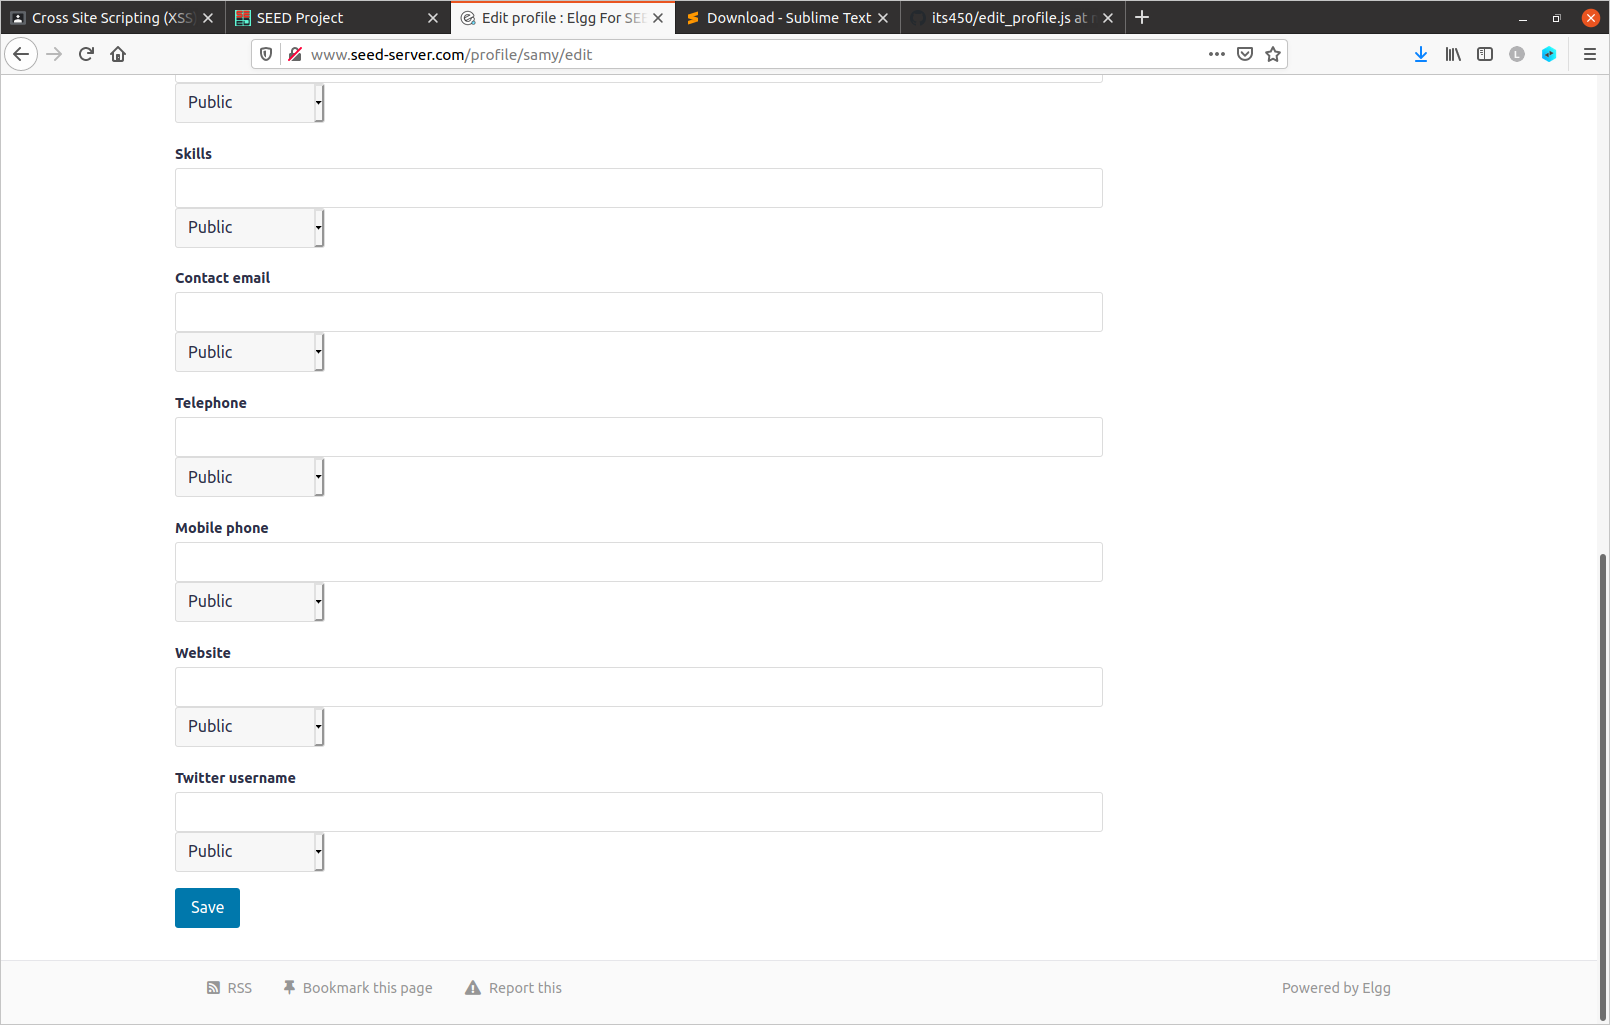 Cross Site Scripting (XSS)
SEED Project
Edit profile : Elgg For SEE
Download - Sublime Text
its450/edit_profile.js at
www.seed-server.com/profile/samy/edit
L
Public
Skills
Public
Contact email
Public
Telephone
Public
Mobile phone
Public
Website
Public
Twitter username
Public
Save
RSS
Bookmark this page
Report this
Powered by Elgg